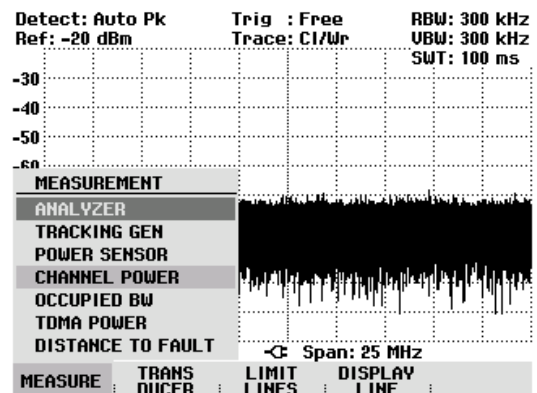 Detect: Auto Pk Trig : Free RBW: 300 kHz
Ref: -20 dBm Trace: Cl/Wr VBW: 300 kHz
SWT: 100 ms
-30
-40
-50
-60
MEASUREMENT
ANALYZER
TRACKING GEN
POWER SENSOR
CHANNEL POWER
OCCUPIED BW
TDMA POWER
DISTANCE TO FAULT
Span: 25 MHz
MEASURE TRANS LIMIT DISPLAY
DUCER LINES LINE